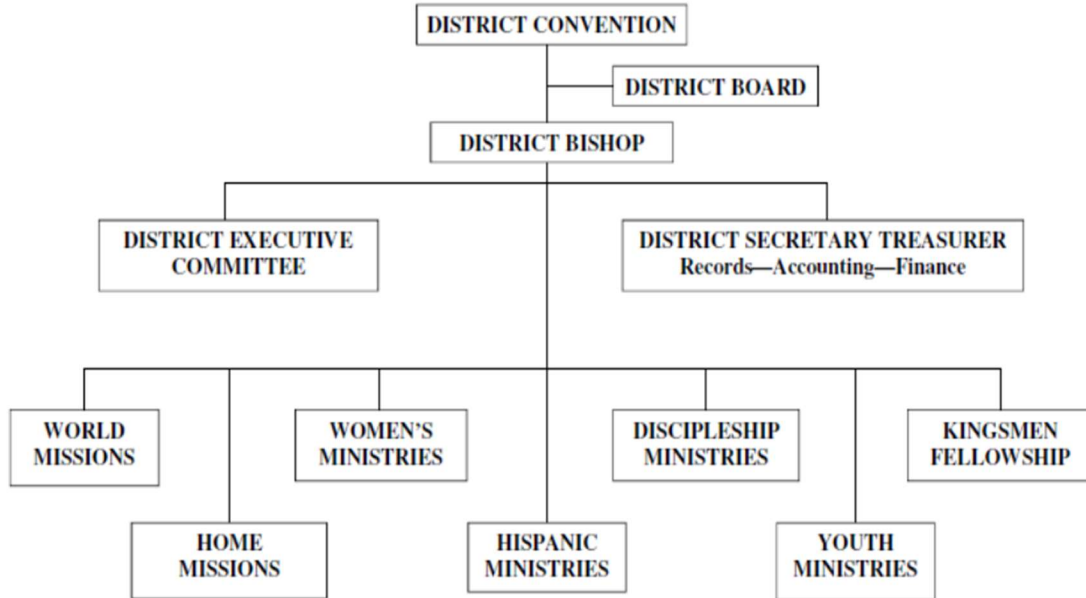 DISTRICT CONVENTION
DISTRICT BOARD
DISTRICT BISHOP
DISTRICT EXECUTIVE
COMMITTEE
DISTRICT SECRETARY TREASURER
Records—Accounting—Finance
WORLD
MISSIONS
WOMEN’S
MINISTRIES
DISCIPLESHIP
MINISTRIES
KINGSMEN
FELLOWSHIP
HOME
MISSIONS
HISPANIC
MINISTRIES
YOUTH
MINISTRIES